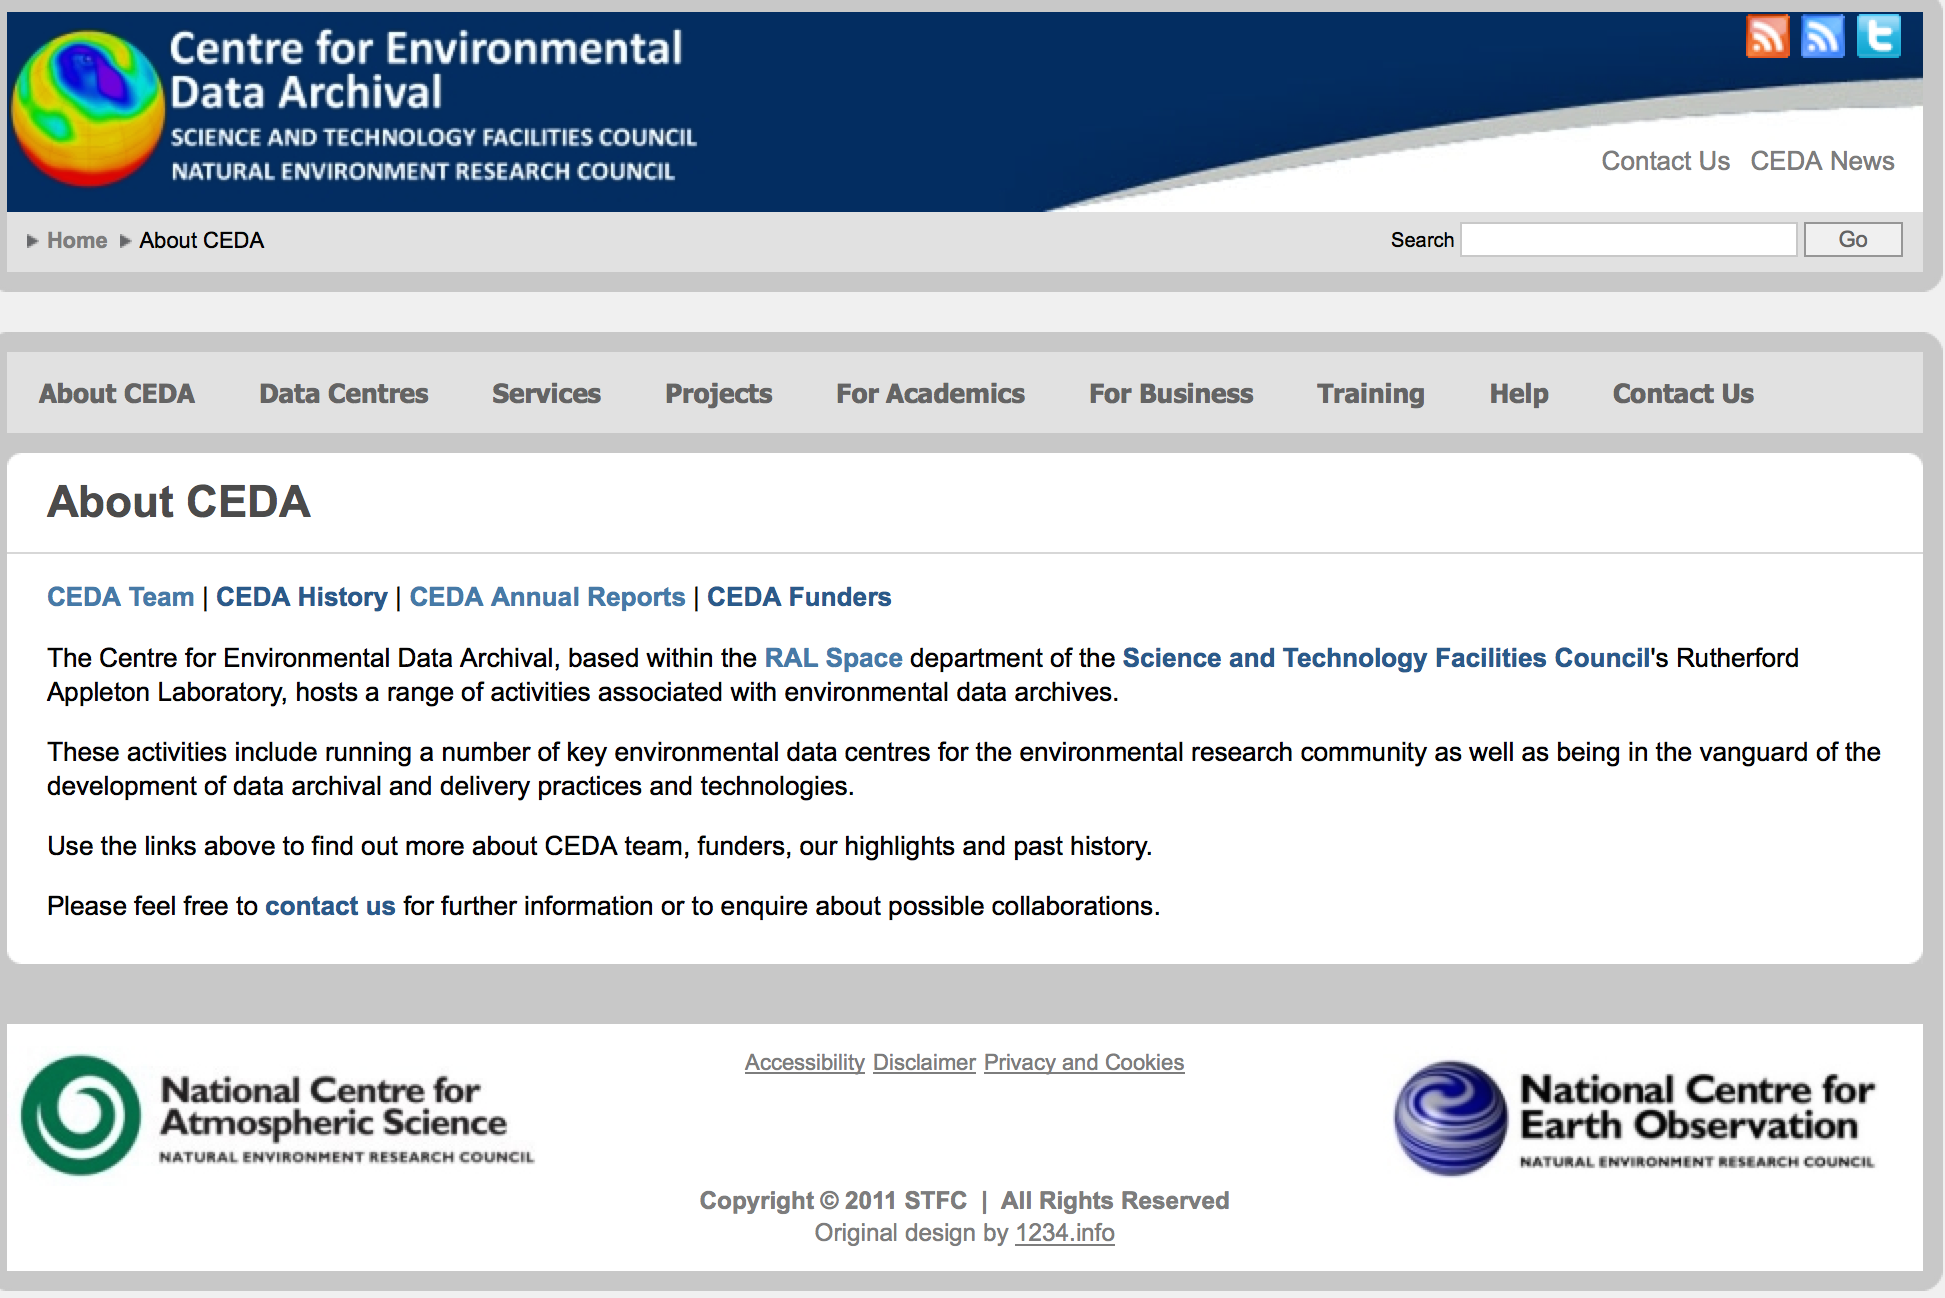 Centre for Environmental
Data Archival
SCIENCE AND TECHNOLOGY FACILITIES COUNCIL
NATURAL ENVIRONMENT RESEARCH COUNCIL
Contact Us CEDA News
Home About CEDA Search Go
About CEDA Data Centres Services Projects For Academics For Business Training Help Contact Us
About CEDA
CEDA Team | CEDA History | CEDA Annual Reports | CEDA Funders
The Centre for Environmental Data Archival, based within the RAL Space department of the Science and Technology Facilities Council's Rutherford
Appleton Laboratory, hosts a range of activities associated with environmental data archives.
These activities include running a number of key environmental data centres for the environmental research community as well as being in the vanguard of the
development of data archival and delivery practices and technologies.
Use the links above to find out more about CEDA team, funders, our highlights and past history.
Please feel free to contact us for further information or to enquire about possible collaborations.
Accessibility Disclaimer Privacy and Cookies
National Centre for
Atmospheric Science
NATURAL ENVIRONMENT RESEARCH COUNCIL
National Centre for
Earth Observation
NATURAL ENVIRONMENT RESEARCH COUNCIL
Copyright © 2011 STFC | All Rights Reserved
Original design by 1234.info